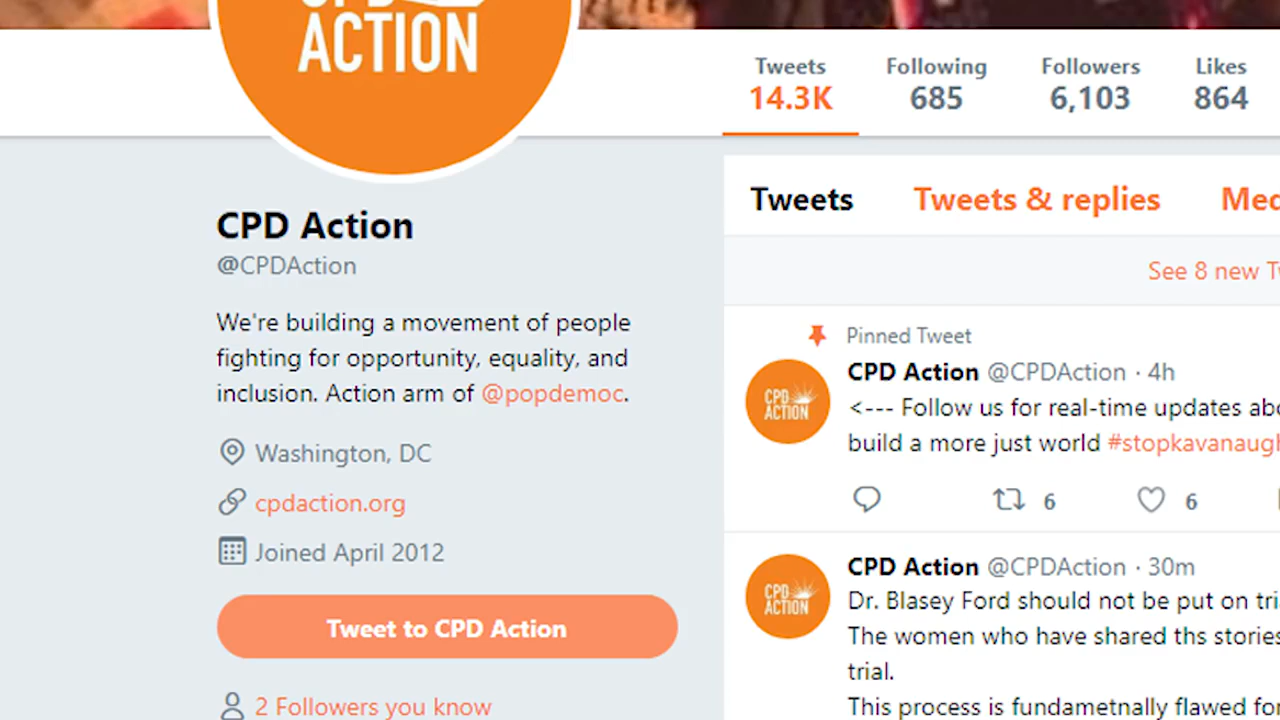 ACTION
Tweets Following Followers Likes
14.3K 685 6,103 864
CPD Action
@CPDAction
We're building a movement of people
fighting for opportunity, equality, and
inclusion. Action arm of @popdemoc.
Washington, DC
cpdaction.org
Joined April 2012
Tweet to CPD Action
2 Followers you know
Tweets Tweets & replies
See 8 new
Pinned Tweet
CPD Action @CPDAction · 4h
<--- Follow us for real-time updates
build a more just world #stopkavanaugh
6 6
CPD
ACTION
CPD Action @CPDAction · 30m
Dr. Blasey Ford should not be put on
The women who have shared ths stories
trial.
This process is fundametnally flawed for
CPD
ACTION